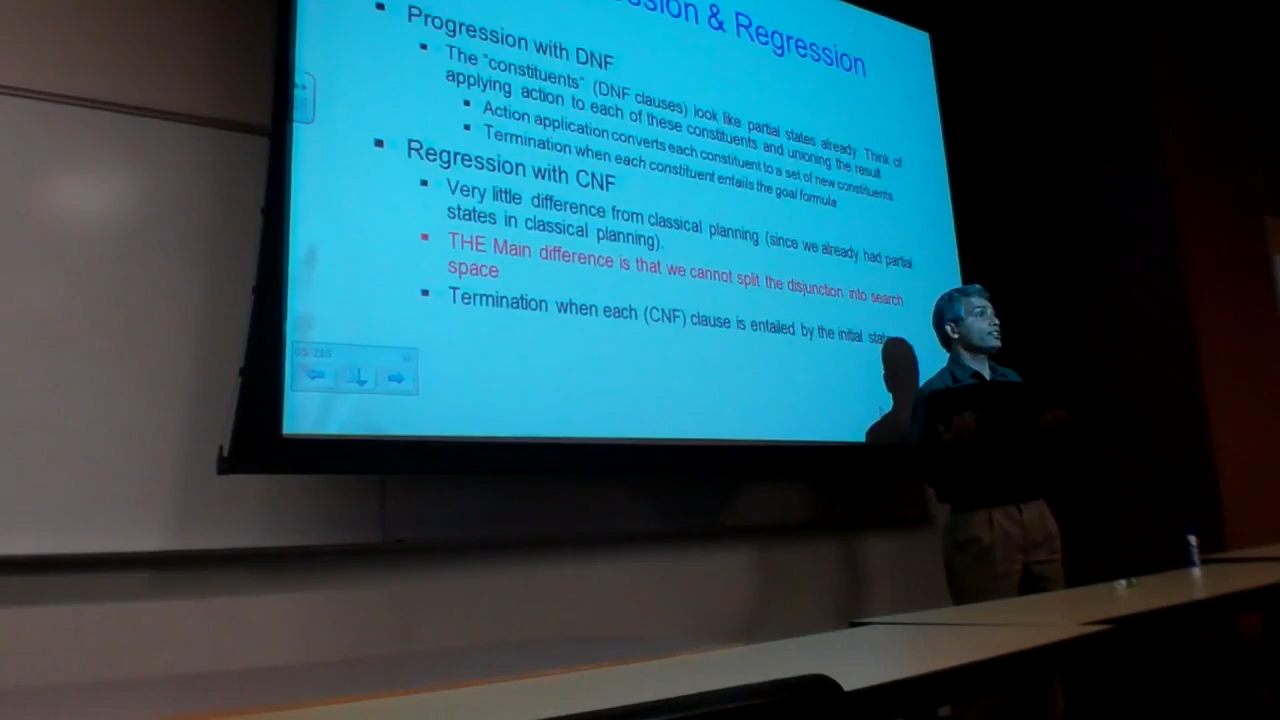 & Regression
Progression with DNF
The "constituents" (DNF clauses) look like partial states already. Think of
applying action to each of these constituents and unioning the result
Action application converts each constituent to a set of new constituents
Termination when each constituent entails the goal formula
Regression with CNF
Very little difference from classical planning (since we already had partial
states in classical planning).
THE Main difference is that we cannot split the disjunction into search
space
Termination when each (CNF) clause is entailed by the initial